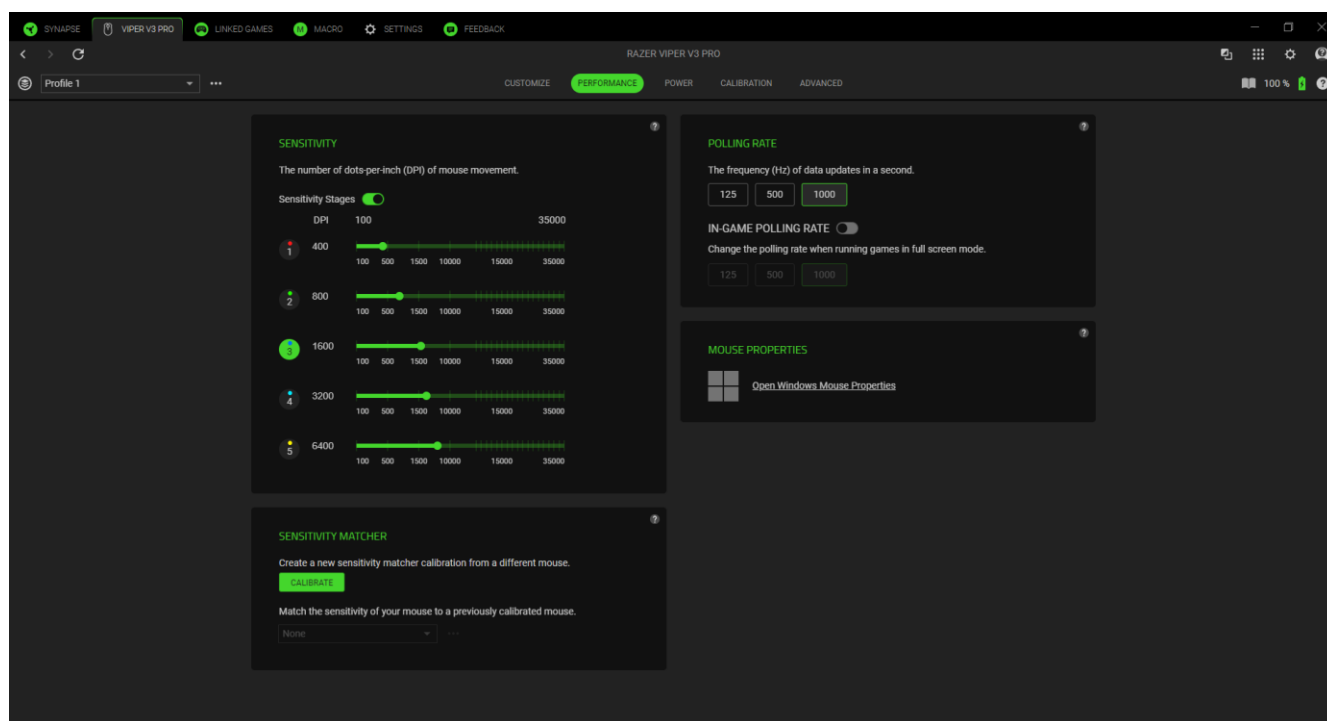 SYNAPSE VIPER V3 PRO LINKED GAMES M MACRO SETTINGS FEEDBACK
RAZER VIPER V3 PRO
Profile 1 CUSTOMIZE PERFORMANCE POWER CALIBRATION ADVANCED 100 %
SENSITIVITY
The number of dots-per-inch (DPI) of mouse movement.
Sensitivity Stages
DPI 100 35000
1 400
100 500 1500 10000 15000 35000
2 800
100 500 1500 10000 15000 35000
3 1600
100 500 1500 10000 15000 35000
4 3200
100 500 1500 10000 15000 35000
5 6400
100 500 1500 10000 15000 35000
SENSITIVITY MATCHER
Create a new sensitivity matcher calibration from a different mouse.
CALIBRATE
Match the sensitivity of your mouse to a previously calibrated mouse.
None
POLLING RATE
The frequency (Hz) of data updates in a second.
125 500 1000
IN-GAME POLLING RATE
Change the polling rate when running games in full screen mode.
125 500 1000
MOUSE PROPERTIES
Open Windows Mouse Properties